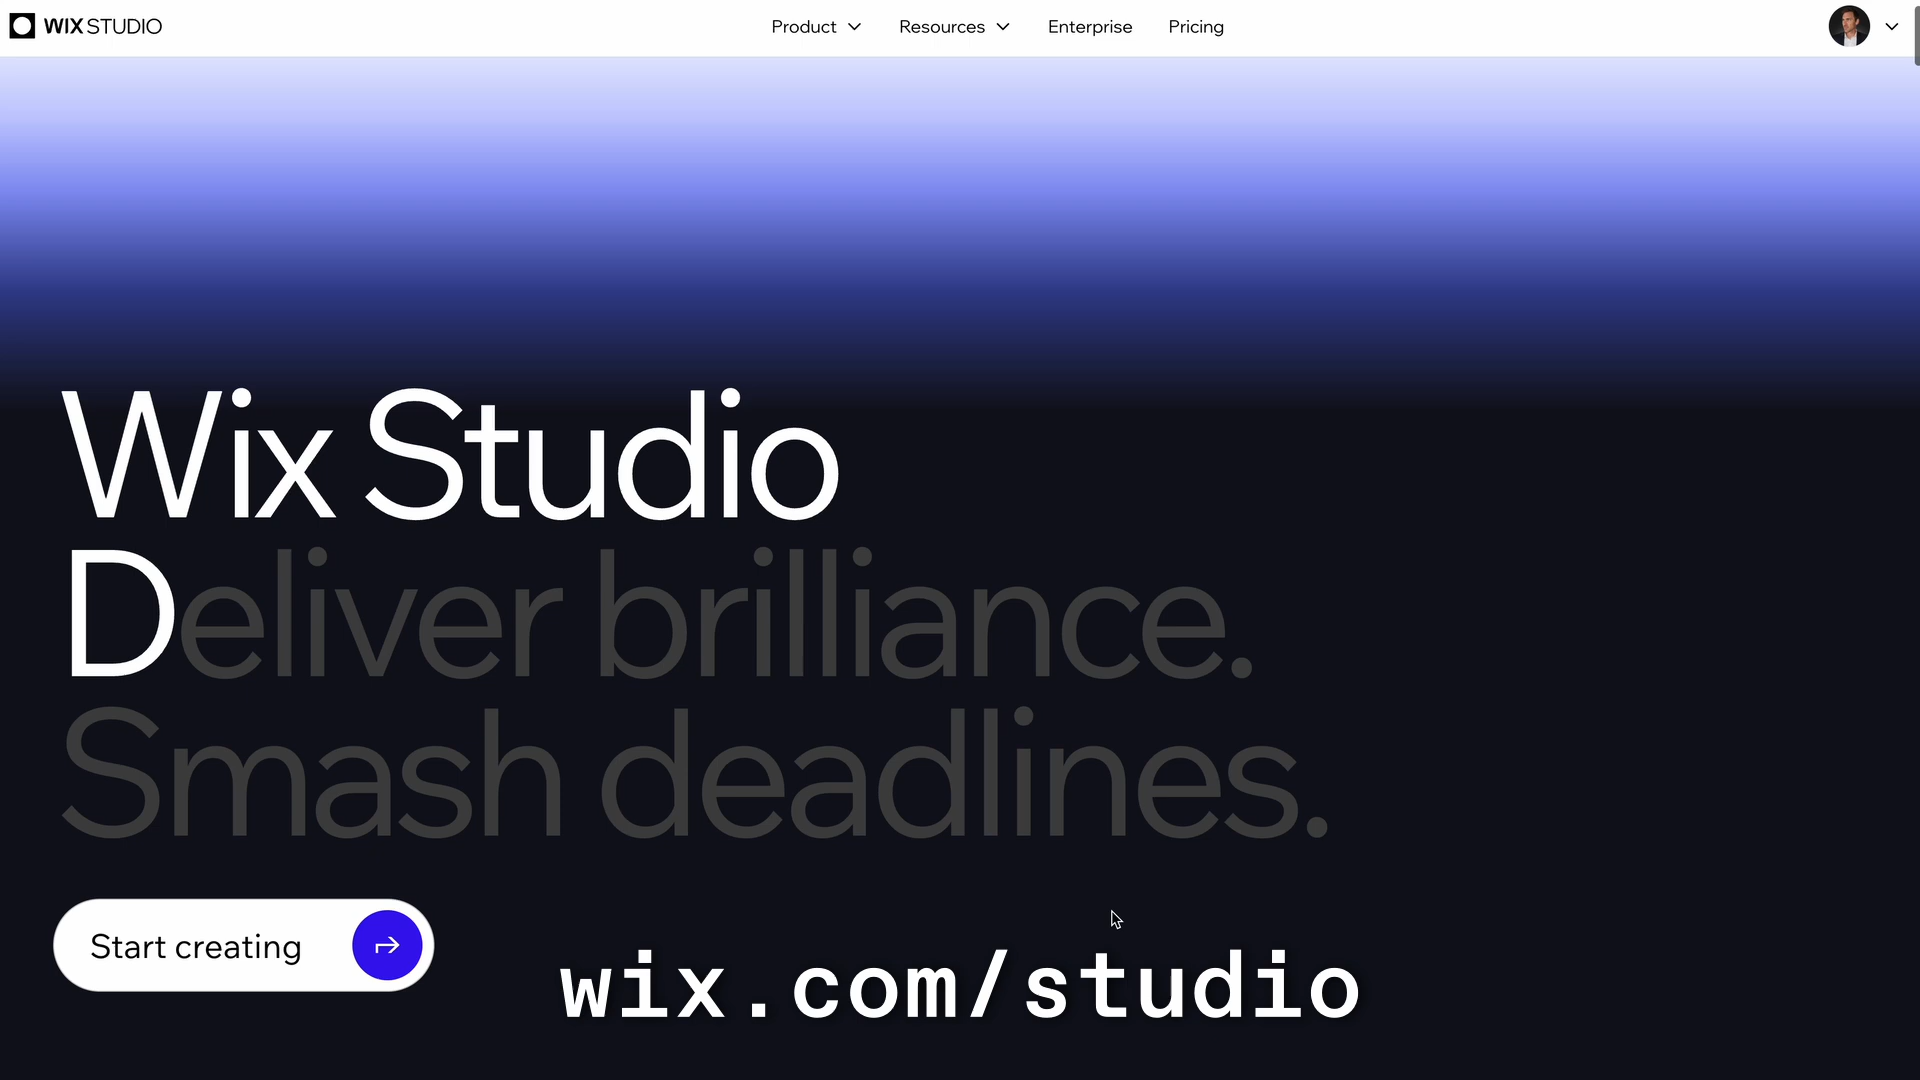 WIX STUDIO
Product
Resources
Enterprise
Pricing
Wix Studio
Deliver brilliance.
Smash deadlines.
Start creating
wix.com/studio